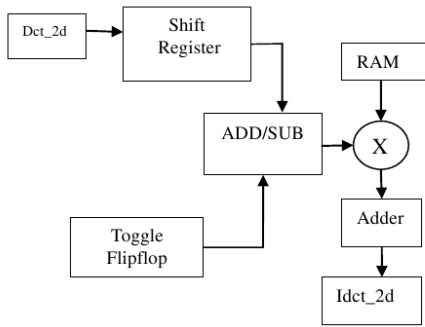 Dct_2d
Shift
Register
RAM
ADD/SUB
X
Toggle
Flipflop
Adder
Idct_2d